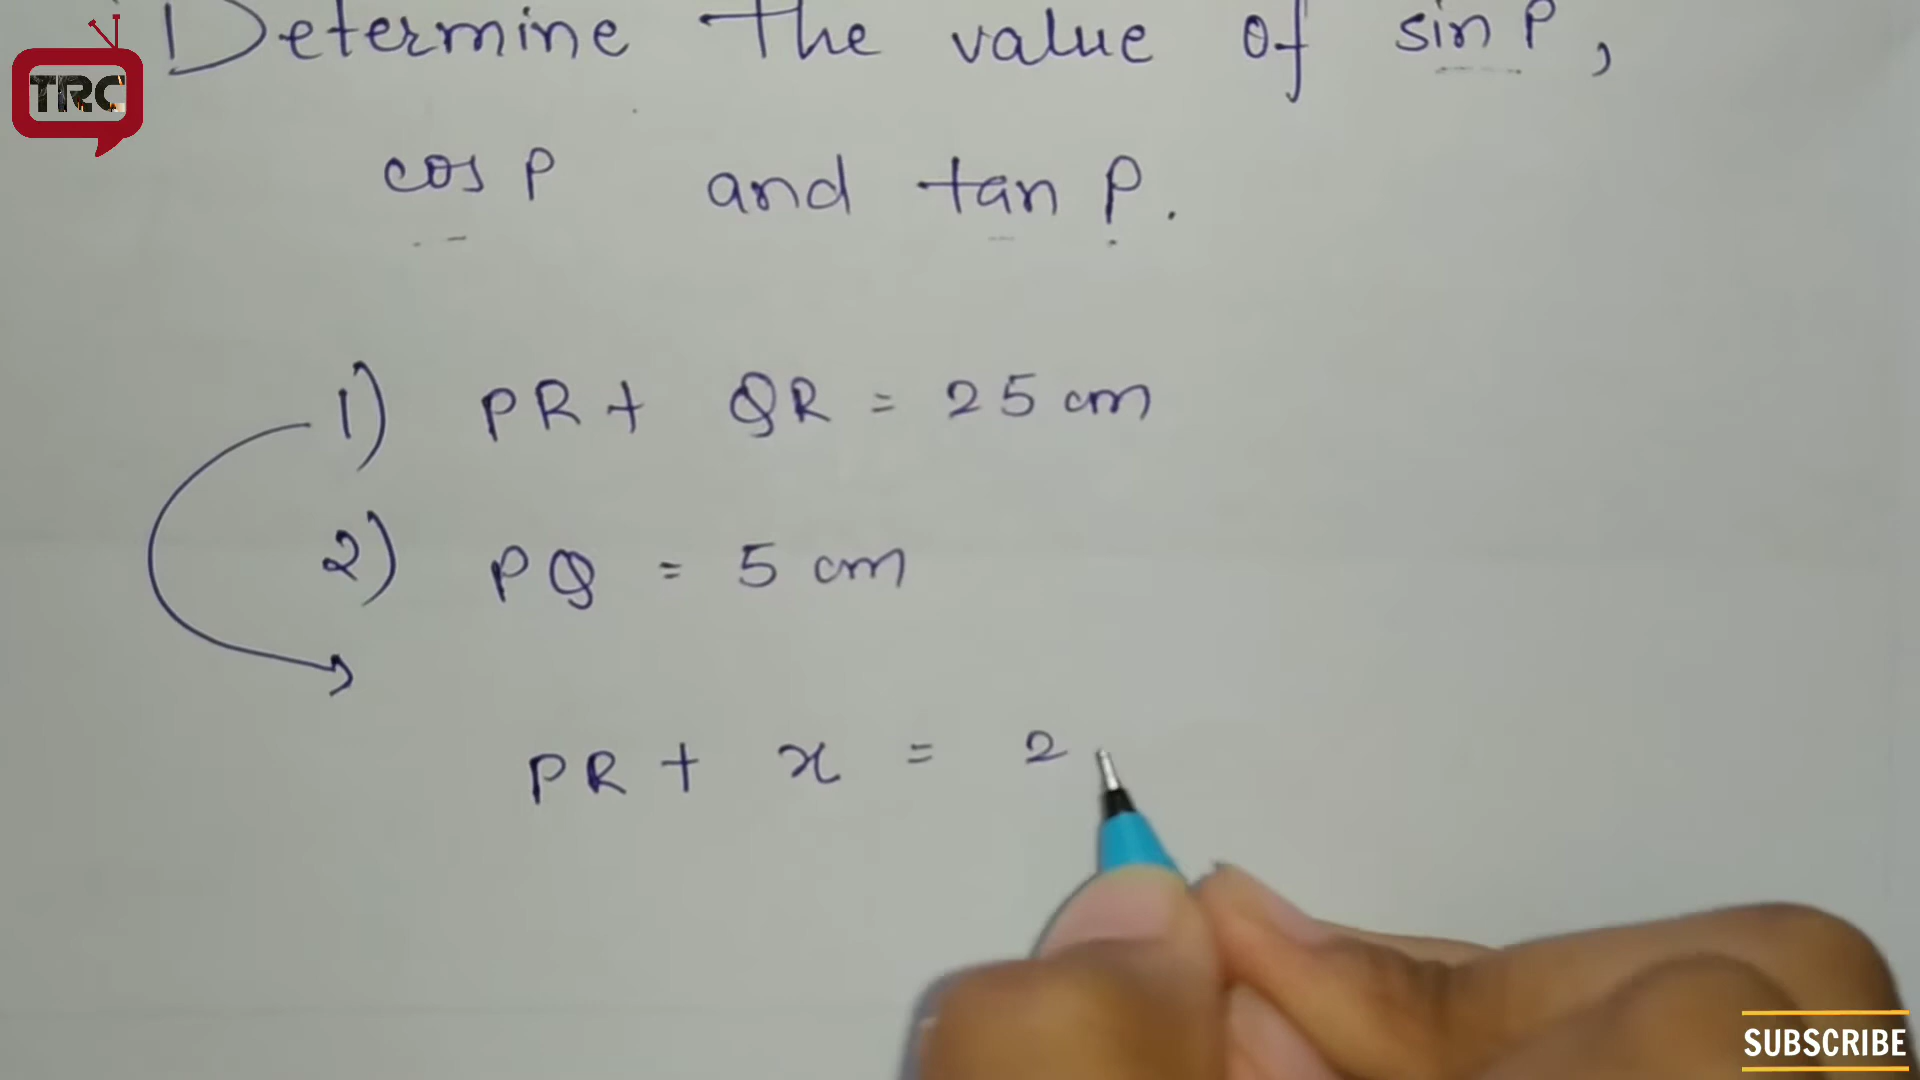 TRC
Determine the value of sin P,
cos P and tan P.
1) PR + QR = 25 cm
2) PQ = 5 cm
PR + x = 2
SUBSCRIBE